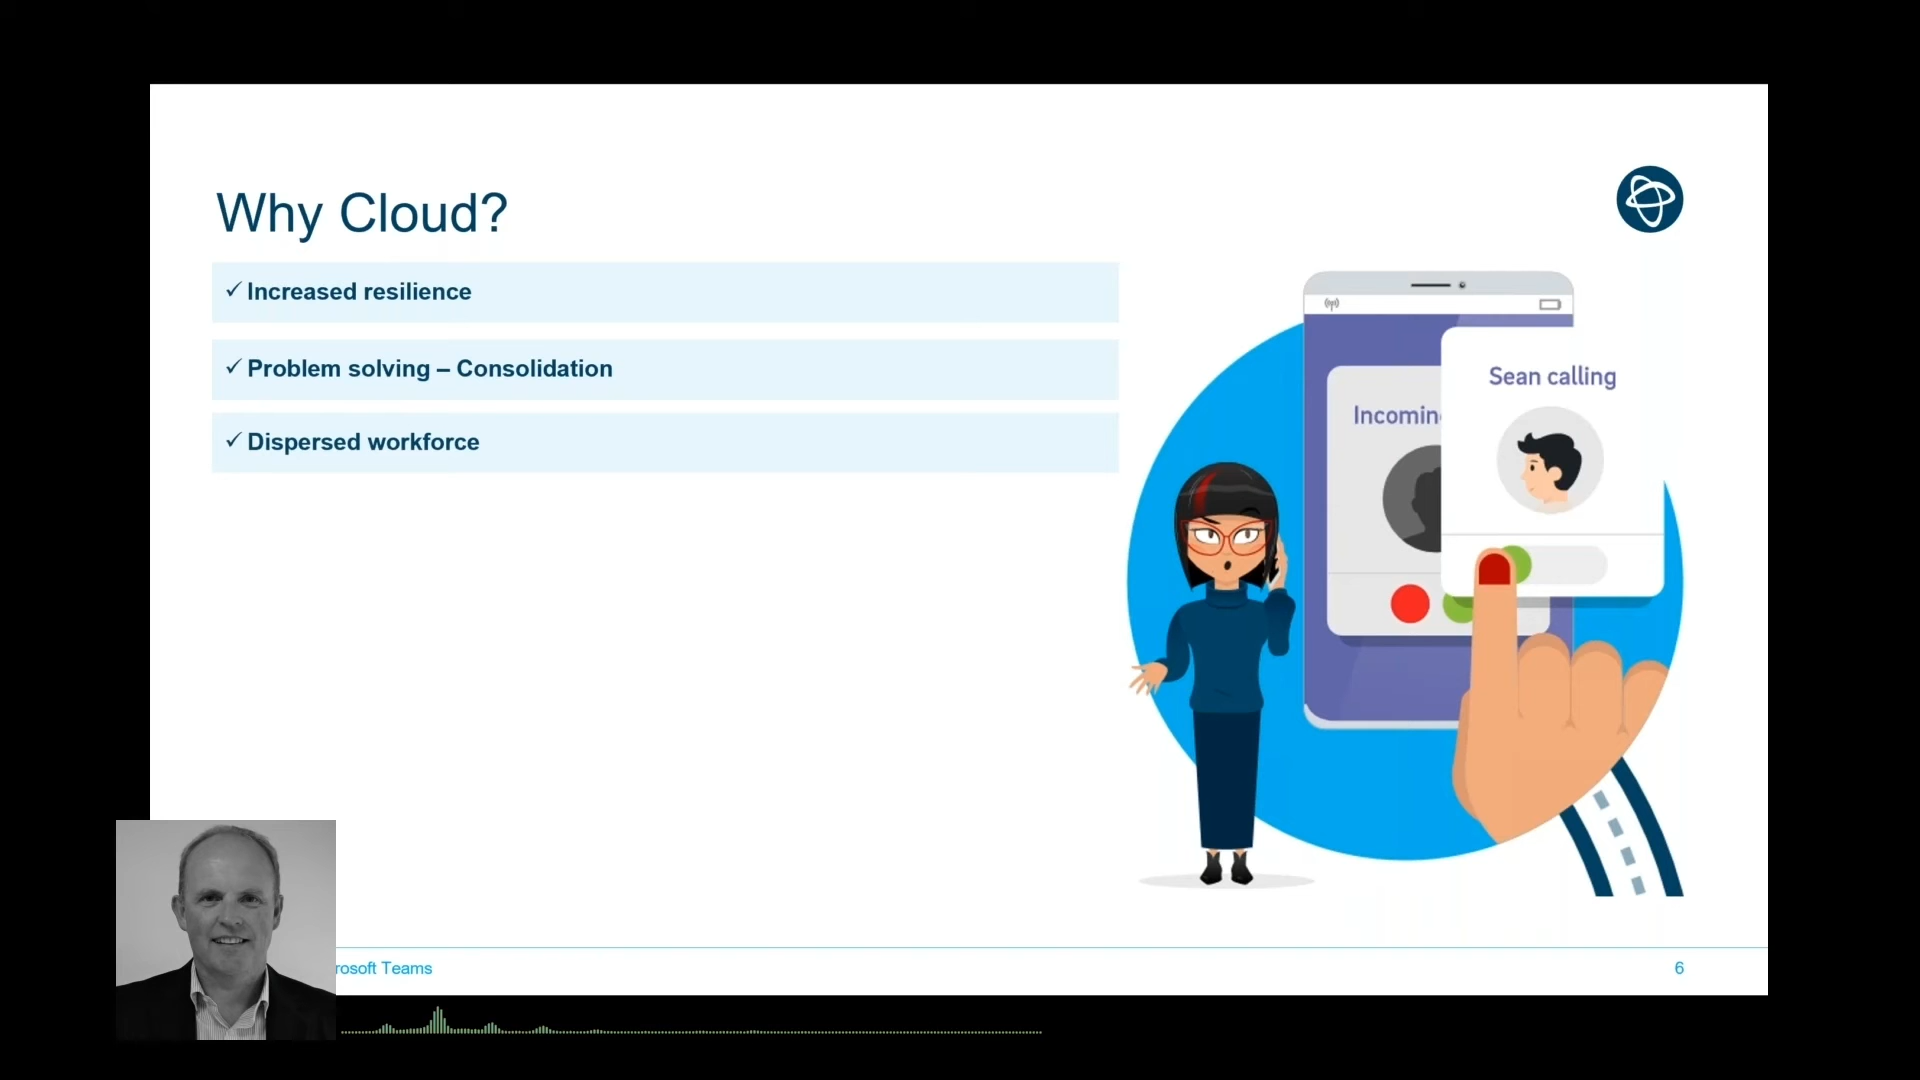 Why Cloud?
✓ Increased resilience
✓ Problem solving – Consolidation
✓ Dispersed workforce
Sean calling
Incomin
rosoft Teams
6